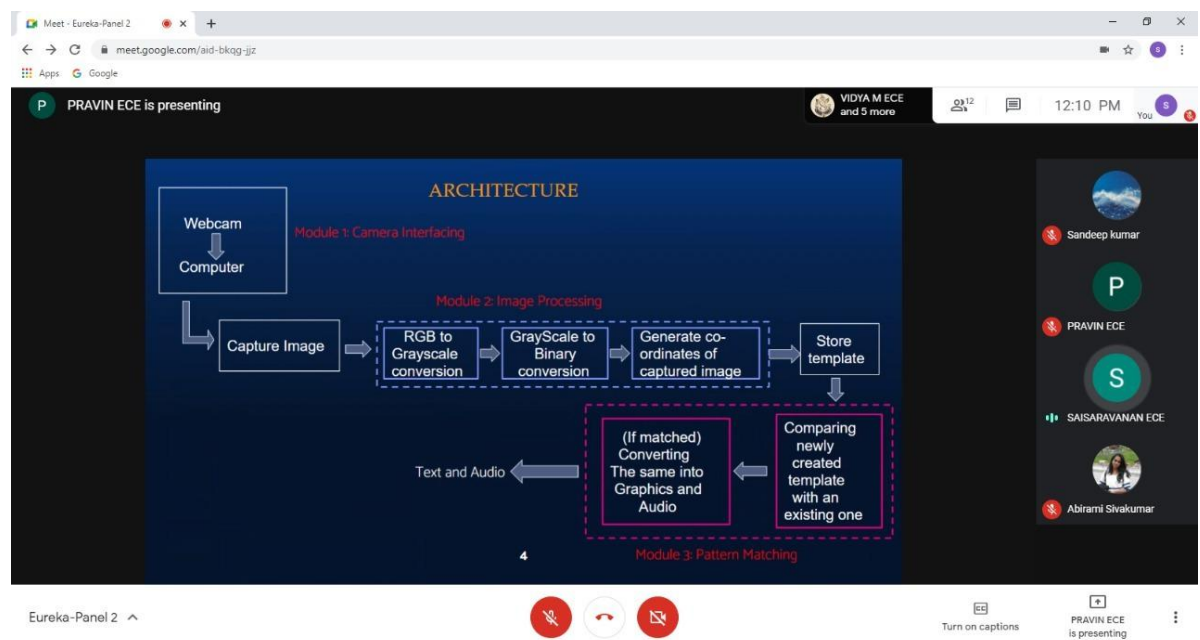 Meet - Eureka-Panel 2
meet.google.com/aid-bkqg-jjz
S
Apps
Google
P
PRAVIN ECE is presenting
VIDYA M ECE
and 5 more
12
12:10 PM
You
S
ARCHITECTURE
Webcam
Computer
Module 1: Camera Interfacing
Module 2: Image Processing
Capture Image
RGB to
Grayscale
conversion
GrayScale to
Binary
conversion
Generate co-
ordinates of
captured image
Store
template
Comparing
newly
created
template
with an
existing one
(If matched)
Converting
The same into
Graphics and
Audio
Text and Audio
4
Module 3: Pattern Matching
Sandeep kumar
P
PRAVIN ECE
S
SAISARAVANAN ECE
Abirami Sivakumar
Eureka-Panel 2
CC
Turn on captions
PRAVIN ECE
is presenting